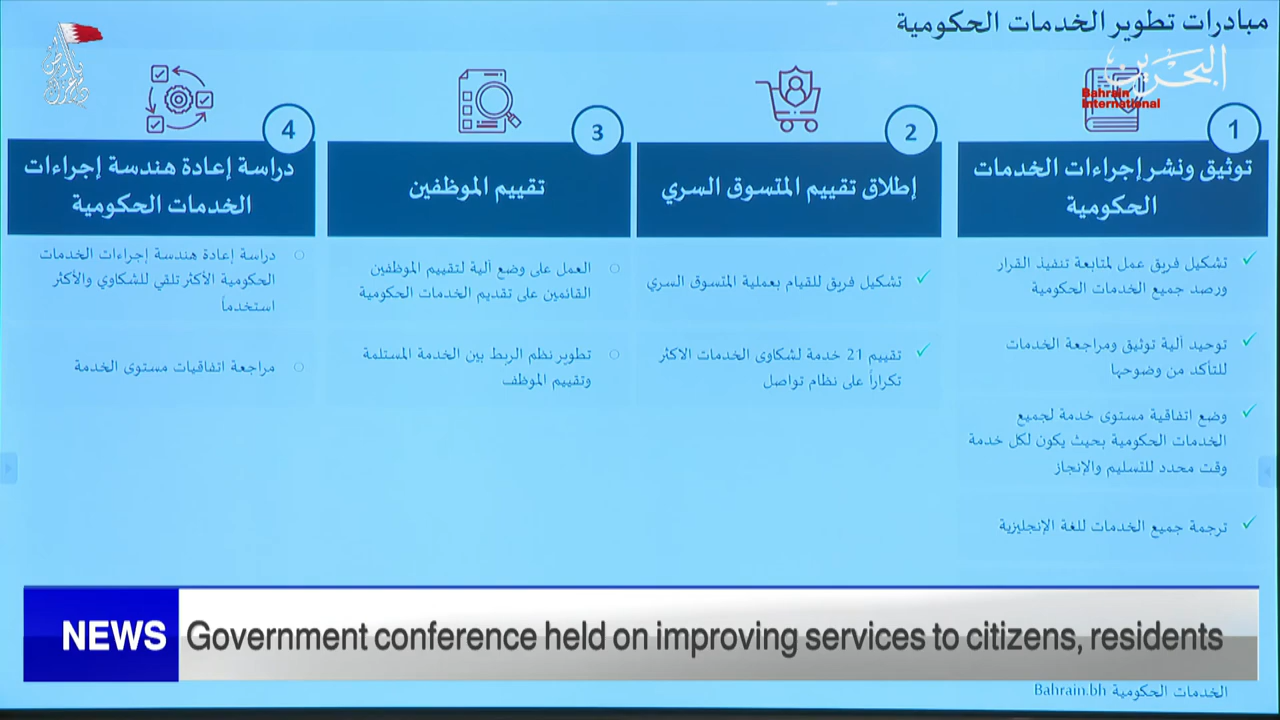 مبادرات تطوير الخدمات الحكومية
البحرين
Bahrain
International
1
توثيق ونشر إجراءات الخدمات
الحكومية
تشكيل فريق عمل لمتابعة تنفيذ القرار
ورصد جميع الخدمات الحكومية
توحيد آلية توثيق ومراجعة الخدمات
للتأكد من وضوحها
وضع اتفاقية مستوى خدمة لجميع
الخدمات الحكومية بحيث يكون لكل خدمة
وقت محدد للتسليم والإنجاز
ترجمة جميع الخدمات للغة الإنجليزية
2
إطلاق تقييم المتسوق السري
تشكيل فريق للقيام بعملية المتسوق السري
تقييم 21 خدمة لشكاوى الخدمات الاكثر
تكراراً على نظام تواصل
3
تقييم الموظفين
العمل على وضع آلية لتقييم الموظفين
القائمين على تقديم الخدمات الحكومية
تطوير نظم الربط بين الخدمة المستلمة
وتقييم الموظف
4
دراسة إعادة هندسة إجراءات
الخدمات الحكومية
دراسة إعادة هندسة إجراءات الخدمات
الحكومية الأكثر تلقي للشكاوي والأكثر
استخدماً
مراجعة اتفاقيات مستوى الخدمة
NEWS Government conference held on improving services to citizens, residents
الخدمات الحكومية Bahrain.bh